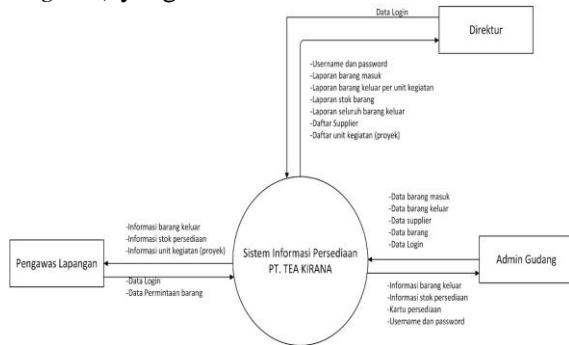 Data Login
Direktur
-Username dan password
-Laporan barang masuk
-Laporan barang keluar per unit kegiatan
-Laporan stok barang
-Laporan seluruh barang keluar
-Daftar Supplier
-Daftar unit kegiatan (proyek)
-Data barang masuk
-Data barang keluar
-Data supplier
-Data barang
-Data Login
-Informasi barang keluar
-Informasi stok persediaan
-Informasi unit kegiatan (proyek)
Pengawas Lapangan
Sistem Informasi Persediaan
PT. TEA KIRANA
Admin Gudang
-Data Login
-Data Permintaan barang
-Informasi barang keluar
-Informasi stok persediaan
-Kartu persediaan
-Username dan password